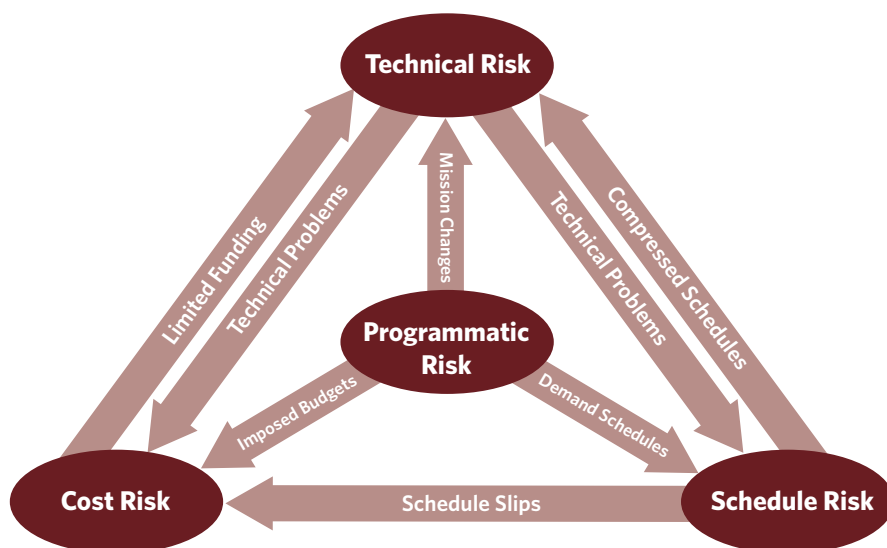 Technical Risk
Limited Funding
Technical Problems
Mission Changes
Technical Problems
Compressed Schedules
Programmatic
Risk
Imposed Budgets
Demand Schedules
Cost Risk
Schedule Slips
Schedule Risk